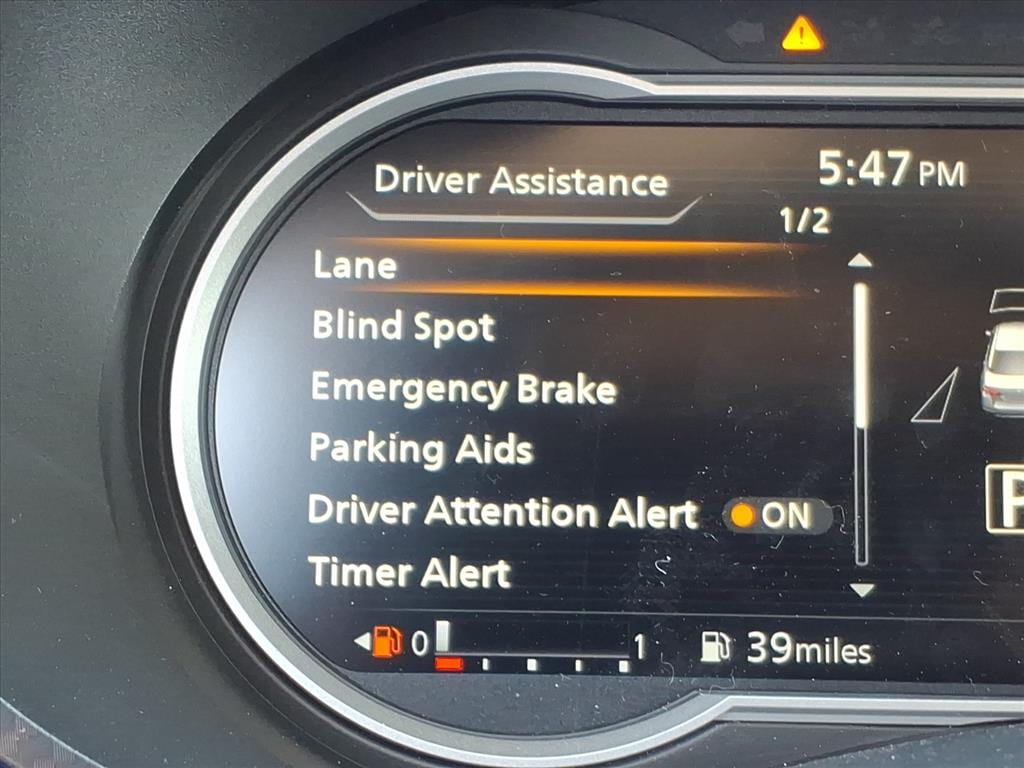 Driver Assistance
5:47 PM
1/2
Lane
Blind Spot
Emergency Brake
Parking Aids
Driver Attention Alert ON
Timer Alert
0 1 39miles
P